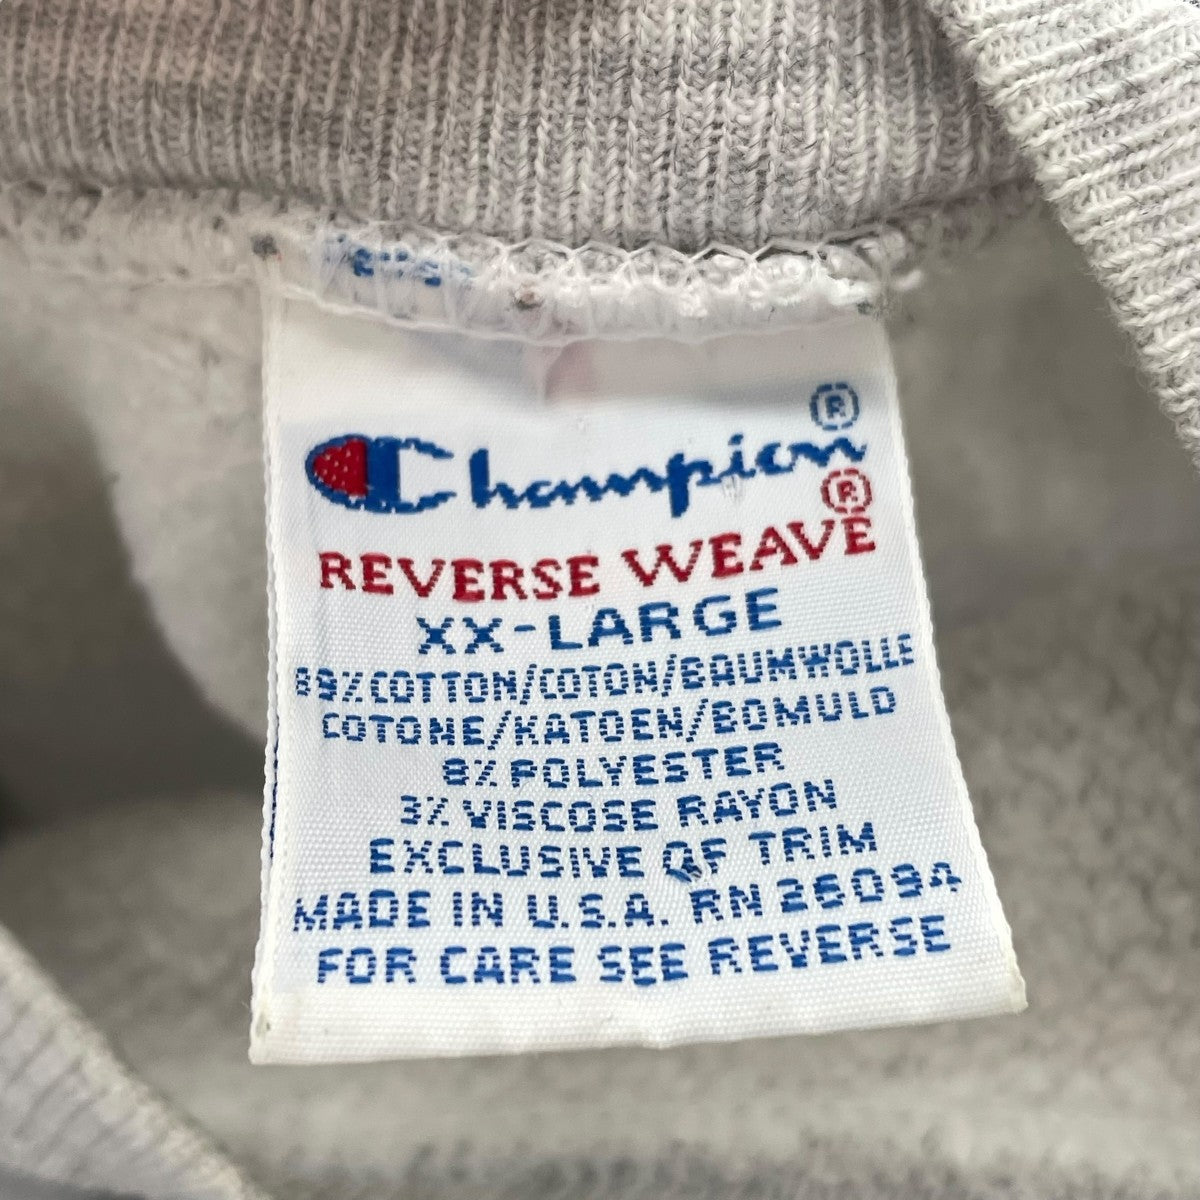 Champion®
REVERSE WEAVE®
XX-LARGE
89% COTTON/COTON/BAUMWOLLE
COTONE/KATOEN/BOMULD
8% POLYESTER
3% VISCOSE RAYON
EXCLUSIVE OF TRIM
MADE IN U.S.A. RN 26094
FOR CARE SEE REVERSE